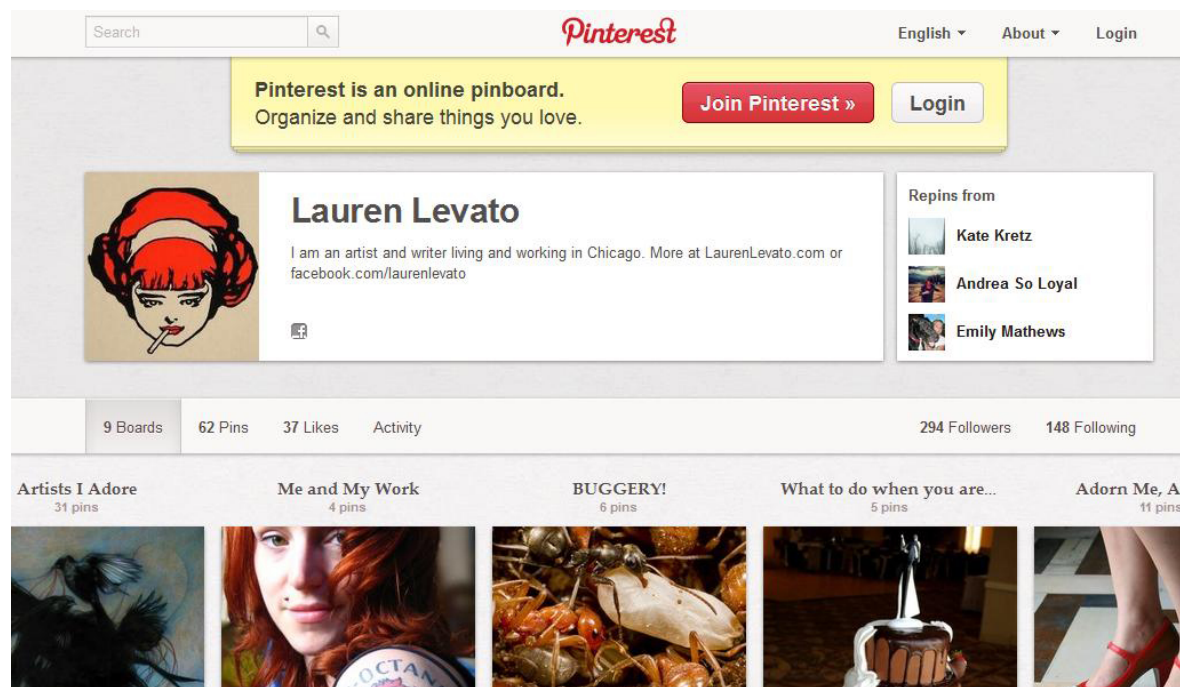 Search
Pinterest
English
About
Login
Pinterest is an online pinboard.
Organize and share things you love.
Join Pinterest »
Login
Lauren Levato
I am an artist and writer living and working in Chicago. More at LaurenLevato.com or
facebook.com/laurenlevato
Repins from
Kate Kretz
Andrea So Loyal
Emily Mathews
9 Boards
62 Pins
37 Likes
Activity
294 Followers
148 Following
Artists I Adore
31 pins
Me and My Work
4 pins
BUGGERY!
6 pins
What to do when you are...
5 pins
Adorn Me, A
11 pins
OCTAN